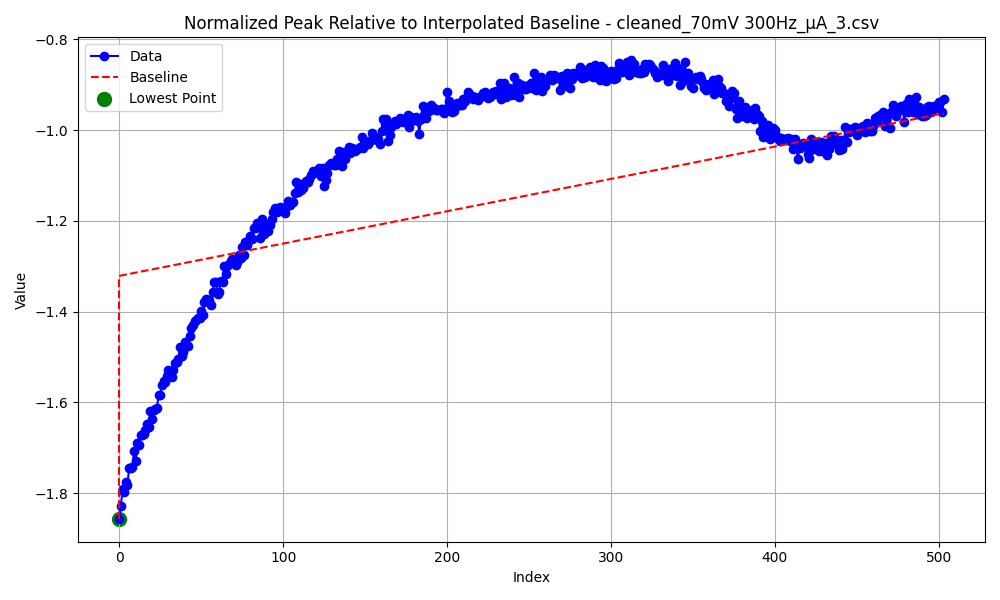 Normalized Peak Relative to Interpolated Baseline - cleaned_70mV 300Hz_μA_3.csv
Data
Baseline
Lowest Point
−0.8
−1.0
−1.2
−1.4
−1.6
−1.8
Value
0
100
200
300
400
500
Index